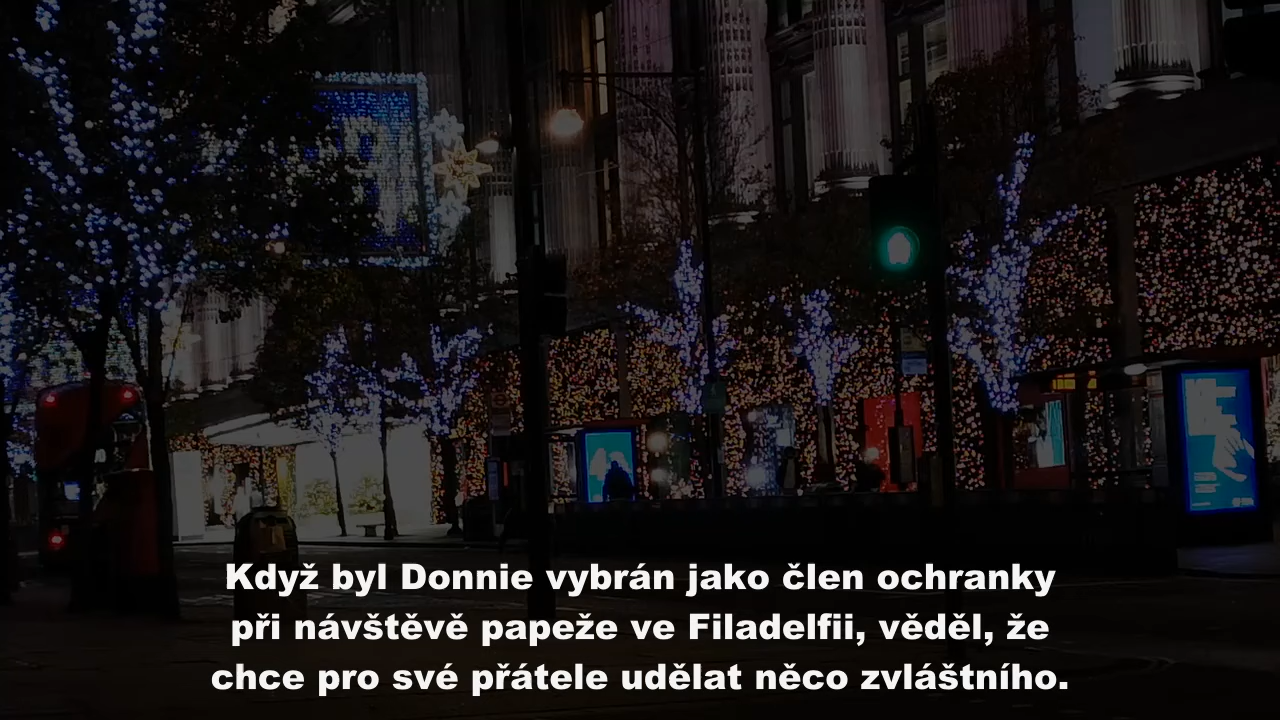 Když byl Donnie vybrán jako člen ochranky
při návštěvě papeže ve Filadelfii, věděl, že
chce pro své přátele udělat něco zvláštního.